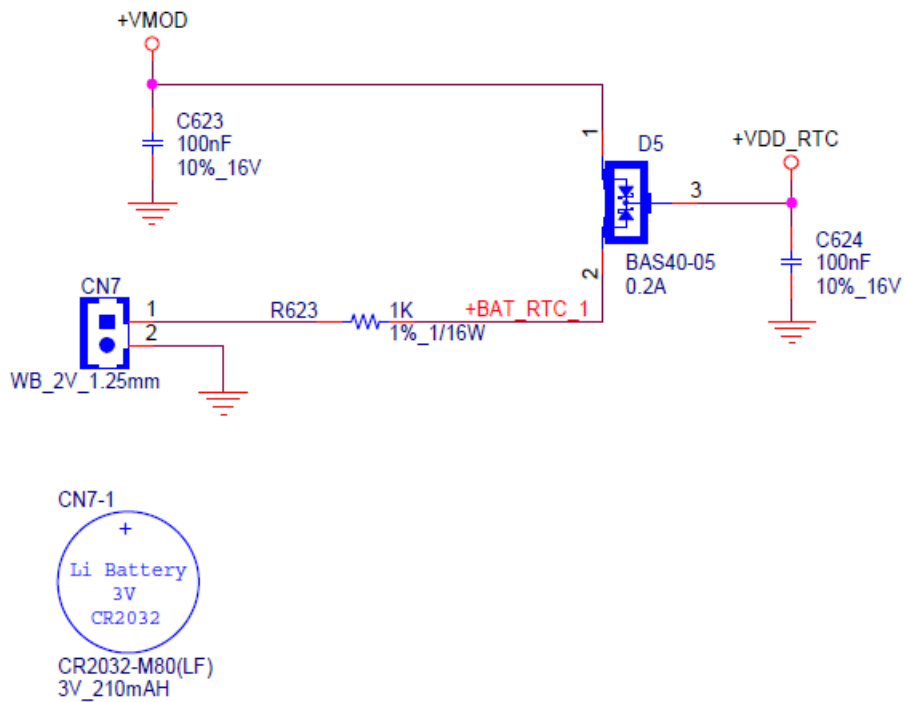 +VMOD
C623
100nF
10%_16V
1
D5
+VDD_RTC
3
C624
100nF
10%_16V
BAS40-05
0.2A
2
CN7
1
2
R623
1K
1%_1/16W
+BAT_RTC_1
WB_2V_1.25mm
CN7-1
+
Li Battery
3V
CR2032
CR2032-M80(LF)
3V_210mAH